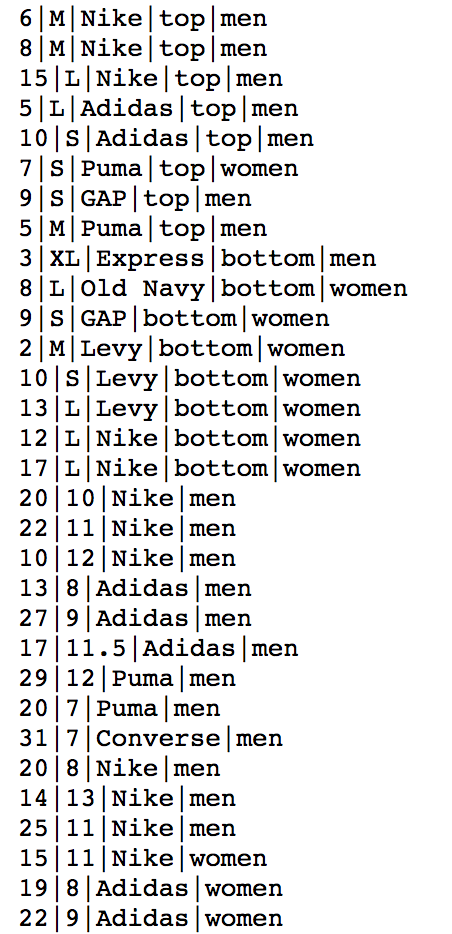 6|M|Nike|top|men
8|M|Nike|top|men
15|L|Nike|top|men
5|L|Adidas|top|men
10|S|Adidas|top|men
7|S|Puma|top|women
9|S|GAP|top|men
5|M|Puma|top|men
3|XL|Express|bottom|men
8|L|Old Navy|bottom|women
9|S|GAP|bottom|women
2|M|Levy|bottom|women
10|S|Levy|bottom|women
13|L|Levy|bottom|women
12|L|Nike|bottom|women
17|L|Nike|bottom|women
20|10|Nike|men
22|11|Nike|men
10|12|Nike|men
13|8|Adidas|men
27|9|Adidas|men
17|11.5|Adidas|men
29|12|Puma|men
20|7|Puma|men
31|7|Converse|men
20|8|Nike|men
14|13|Nike|men
25|11|Nike|men
15|11|Nike|women
19|8|Adidas|women
22|9|Adidas|women